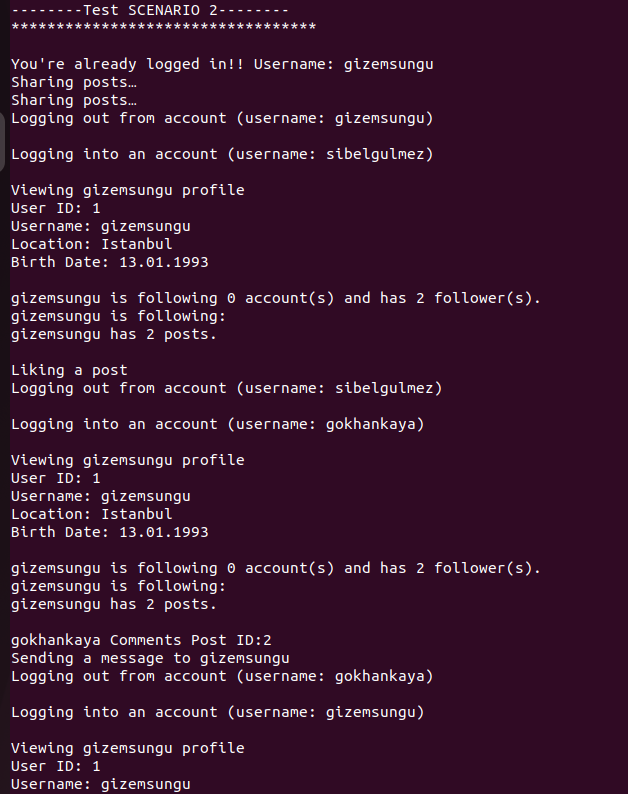 --------Test SCENARIO 2--------
**********************************
You're already logged in!! Username: gizemsungu
Sharing posts…
Sharing posts…
Logging out from account (username: gizemsungu)
Logging into an account (username: sibelgulmez)
Viewing gizemsungu profile
User ID: 1
Username: gizemsungu
Location: Istanbul
Birth Date: 13.01.1993
gizemsungu is following 0 account(s) and has 2 follower(s).
gizemsungu is following:
gizemsungu has 2 posts.
Liking a post
Logging out from account (username: sibelgulmez)
Logging into an account (username: gokhankaya)
Viewing gizemsungu profile
User ID: 1
Username: gizemsungu
Location: Istanbul
Birth Date: 13.01.1993
gizemsungu is following 0 account(s) and has 2 follower(s).
gizemsungu is following:
gizemsungu has 2 posts.
gokhankaya Comments Post ID:2
Sending a message to gizemsungu
Logging out from account (username: gokhankaya)
Logging into an account (username: gizemsungu)
Viewing gizemsungu profile
User ID: 1
Username: gizemsungu